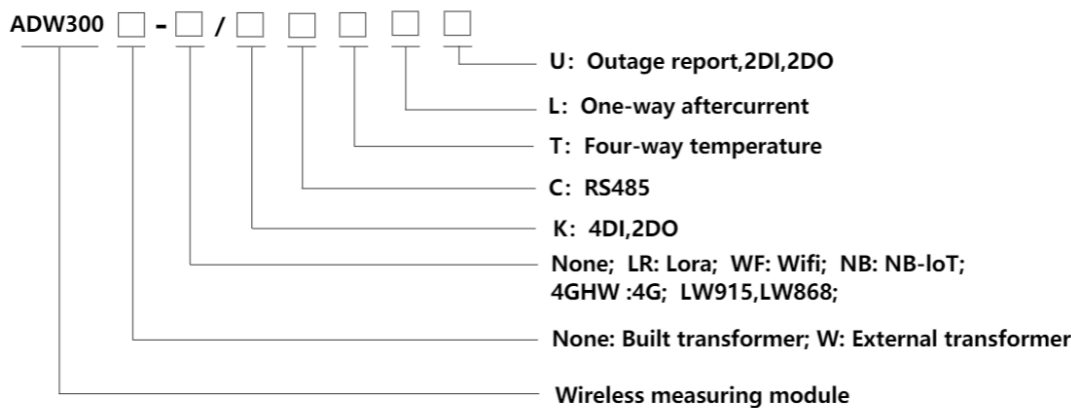 ADW300 □ - □ / □ □ □ □ □
U: Outage report,2DI,2DO
L: One-way aftercurrent
T: Four-way temperature
C: RS485
K: 4DI,2DO
None; LR: Lora; WF: Wifi; NB: NB-loT;
4GHW :4G; LW915,LW868;
None: Built transformer; W: External transformer
Wireless measuring module